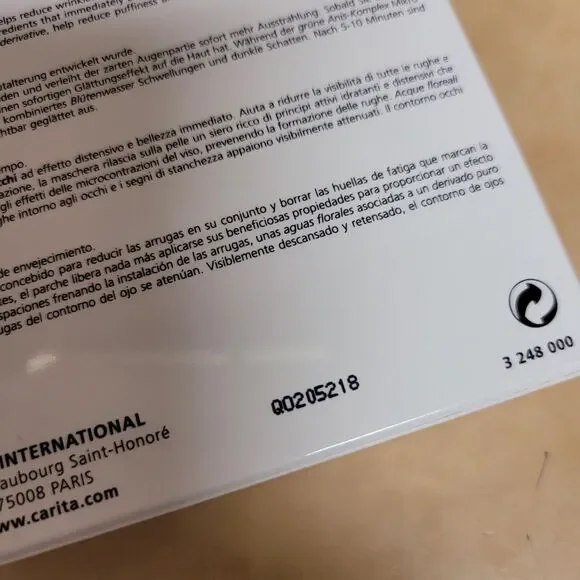 elps reduce wrinkl
redients that immediately
derivative, help reduce puffiness a
utalterung entwickelt wurde.
den und verleiht der zarten Augenpartie sofort mehr Ausstrahlung. Sobald Sie
nen sofortigen Glättungseffekt auf die Haut hat. Während der grüne Anis-Komplex Mikro
kombiniertes Blütenwasser Schwellungen und dunkle Schatten. Nach 5-10 Minuten sind
htbar geglättet aus.
empo.
cchi ad effetto distensivo e bellezza immediato. Aiuta a ridurre la visibilità di tutte le rughe e
azione, la maschera rilascia sulla pelle un siero ricco di principi attivi idratanti e distensivi che
gli effetti delle microcontrazioni del viso, prevenendo la formazione delle rughe. Acque floreali
ghe intorno agli occhi e i segni di stanchezza appaiono visibilmente attenuati. Il contorno occhi
de envejecimiento.
concebido para reducir las arrugas en su conjunto y borrar las huellas de fatiga que marcan la
es, el parche libera nada más aplicarse sus beneficiosas propiedades para proporcionar un efecto
spaciones frenando la instalación de las arrugas, unas aguas florales asociadas a un derivado puro
ugas del contorno del ojo se atenúan. Visiblemente descansado y retensado, el contorno de ojos
3 248 000
Q0205218
INTERNATIONAL
aubourg Saint-Honoré
75008 PARIS
www.carita.com